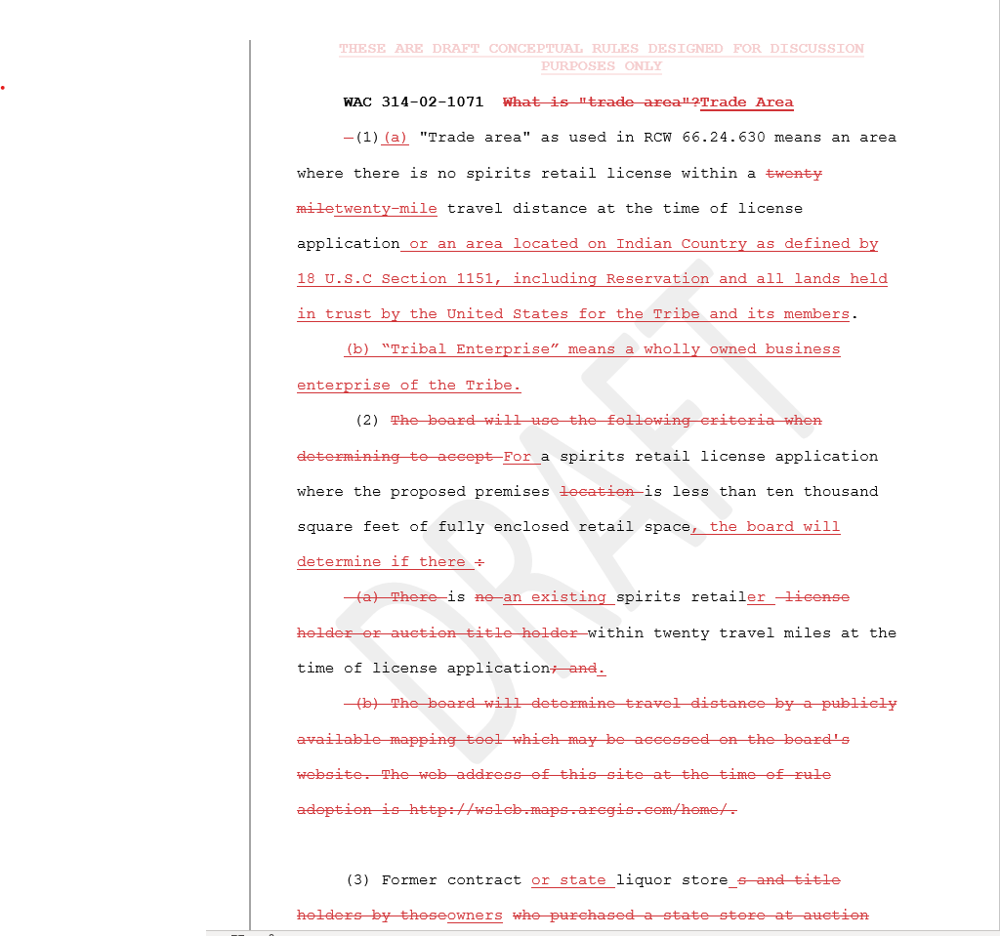 THESE ARE DRAFT CONCEPTUAL RULES DESIGNED FOR DISCUSSION
PURPOSES ONLY
WAC 314-02-1071 What is "trade area"?Trade Area
(1)(a) "Trade area" as used in RCW 66.24.630 means an area
where there is no spirits retail license within a twenty
miletwenty-mile travel distance at the time of license
application or an area located on Indian Country as defined by
18 U.S.C Section 1151, including Reservation and all lands held
in trust by the United States for the Tribe and its members.
(b) “Tribal Enterprise” means a wholly owned business
enterprise of the Tribe.
(2) The board will use the following criteria when
determining to accept For a spirits retail license application
where the proposed premises location is less than ten thousand
square feet of fully enclosed retail space, the board will
determine if there :
(a) There is no an existing spirits retailer license
holder or auction title holder within twenty travel miles at the
time of license application; and.
(b) The board will determine travel distance by a publicly
available mapping tool which may be accessed on the board's
website. The web address of this site at the time of rule
adoption is http://wslcb.maps.arcgis.com/home/.
(3) Former contract or state liquor store s and title
holders by thoseowners who purchased a state store at auction
DRAFT